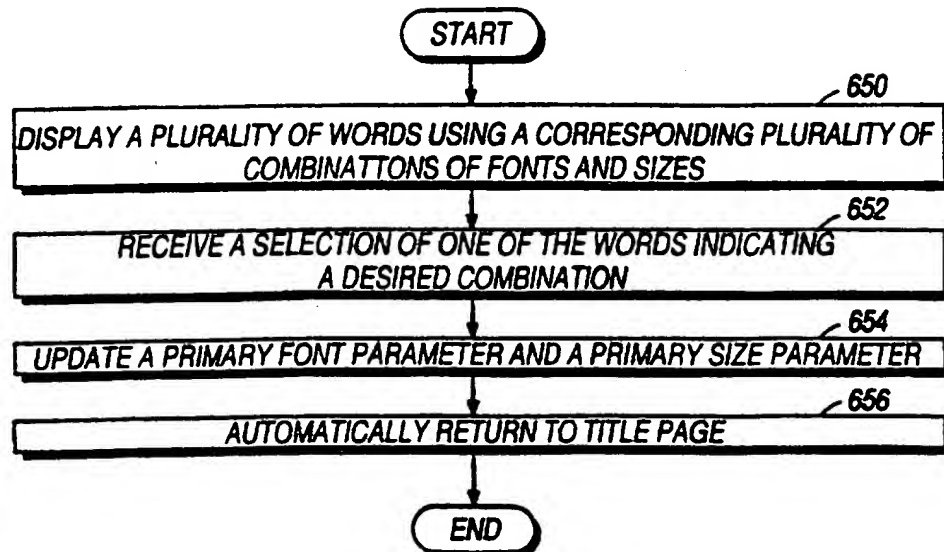 START
650
DISPLAY A PLURALITY OF WORDS USING A CORRESPONDING PLURALITY OF
COMBINATTONS OF FONTS AND SIZES
652
RECEIVE A SELECTION OF ONE OF THE WORDS INDICATING
A DESIRED COMBINATION
654
UPDATE A PRIMARY FONT PARAMETER AND A PRIMARY SIZE PARAMETER
656
AUTOMATICALLY RETURN TO TITLE PAGE
END